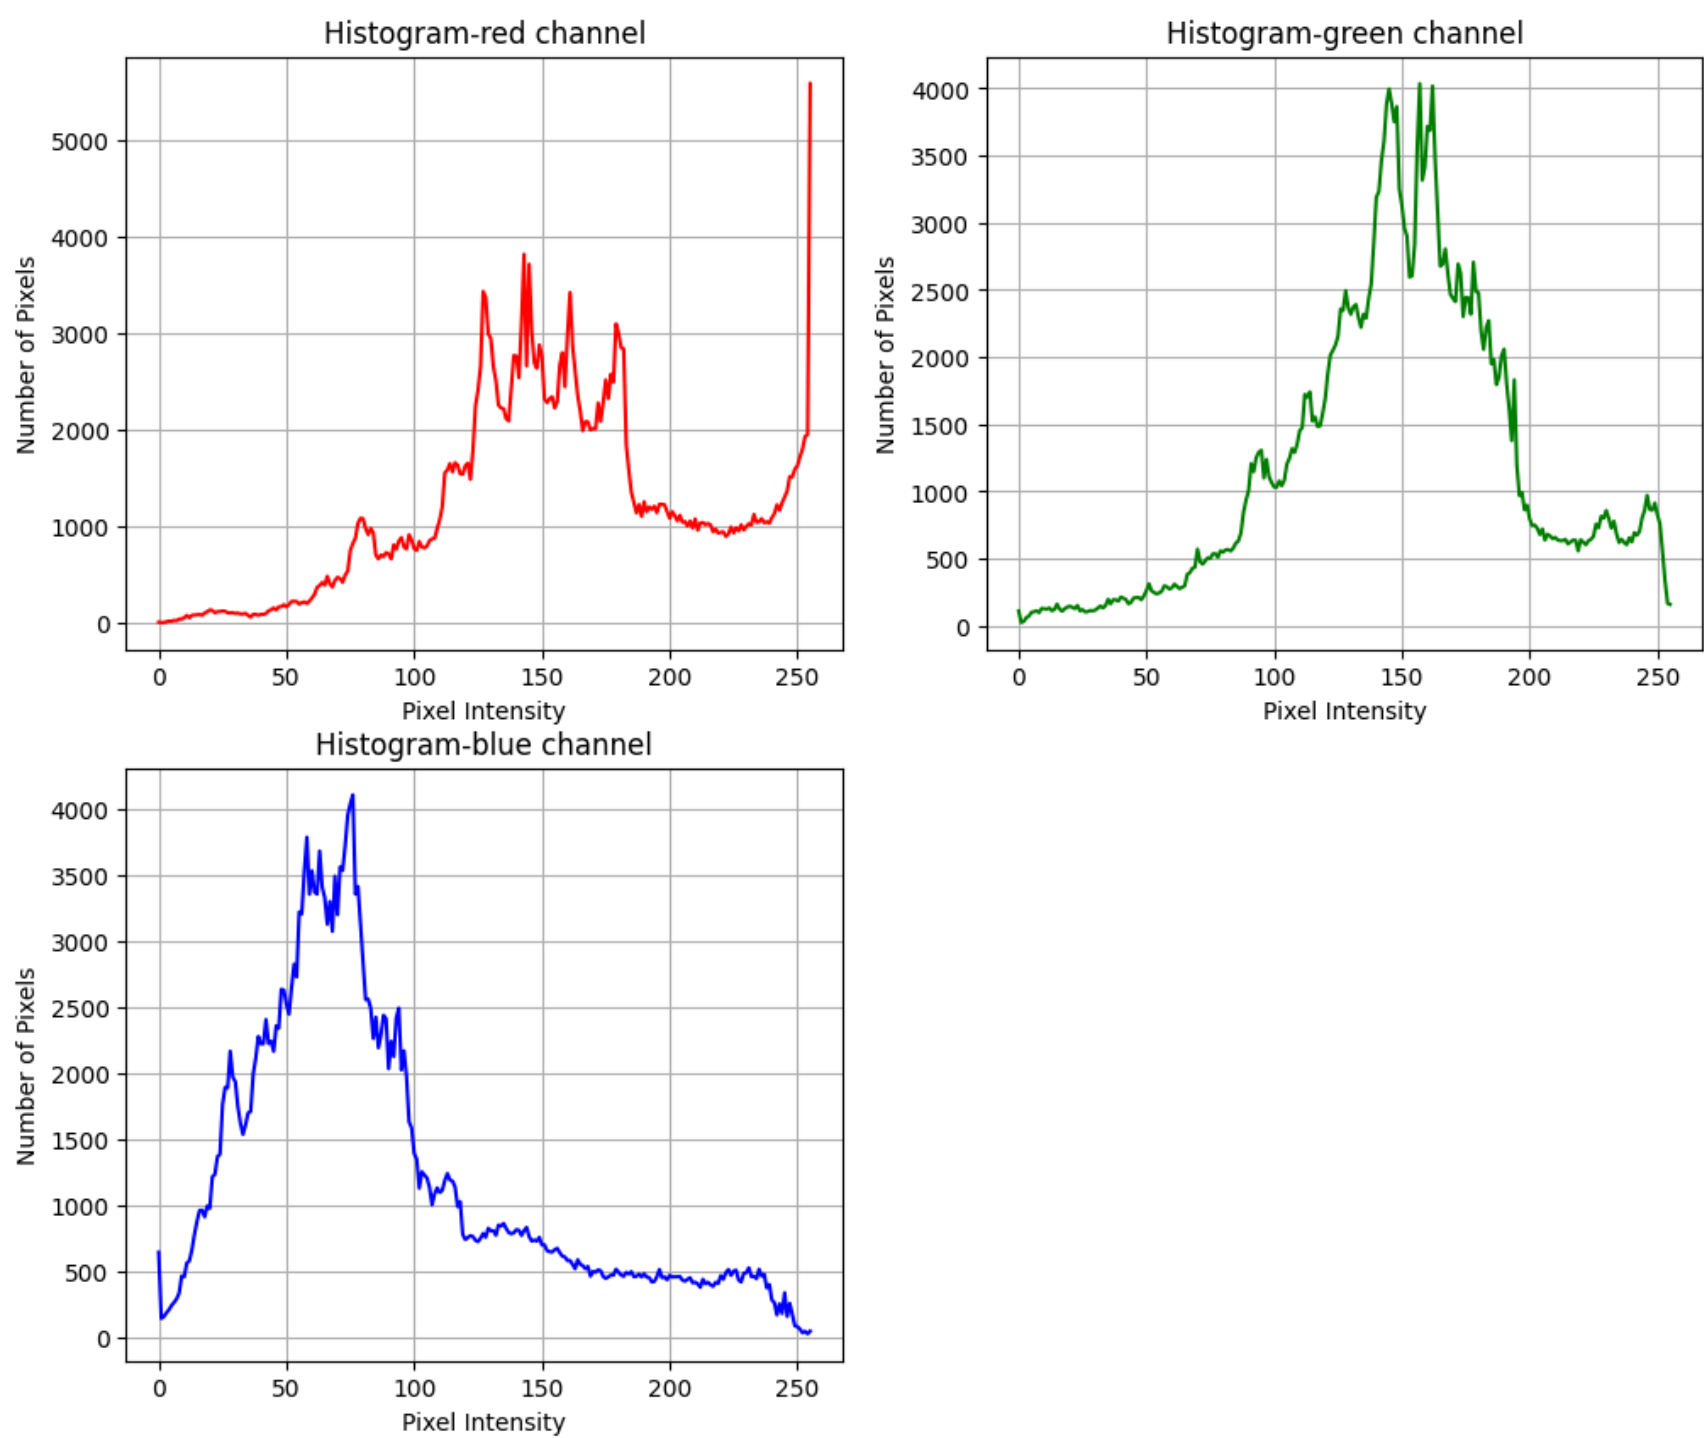 Histogram-red channel
Number of Pixels
5000
4000
3000
2000
1000
0
0 50 100 150 200 250
Pixel Intensity
Histogram-green channel
Number of Pixels
4000
3500
3000
2500
2000
1500
1000
500
0
0 50 100 150 200 250
Pixel Intensity
Histogram-blue channel
Number of Pixels
4000
3500
3000
2500
2000
1500
1000
500
0
0 50 100 150 200 250
Pixel Intensity